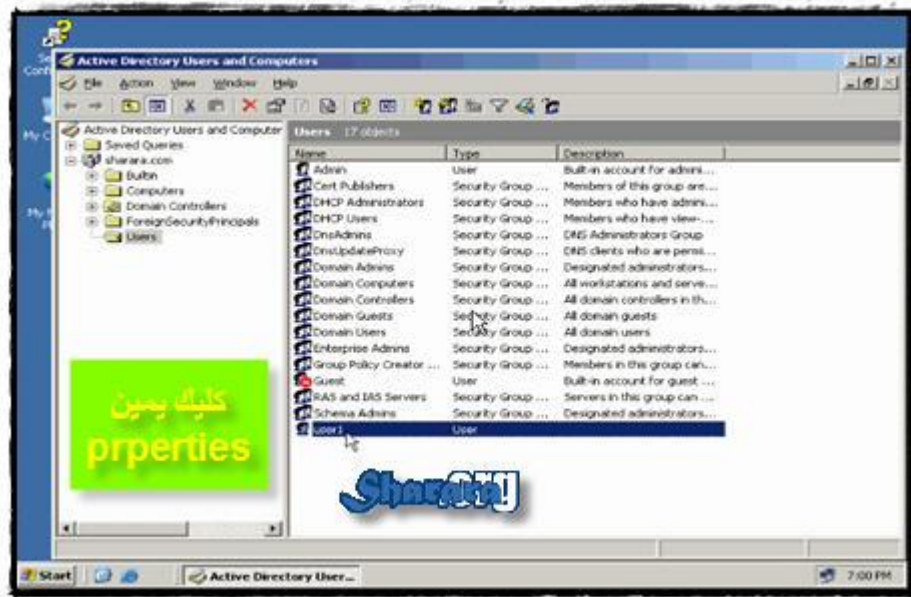 Active Directory Users and Computers
File Action View Window Help
Active Directory Users and Computer
Saved Queries
sharara.com
Builtin
Computers
Domain Controllers
ForeignSecurityPrincipals
Users
Users 17 objects
Name Type Description
Admin User Built-in account for admini...
Cert Publishers Security Group ... Members of this group are...
DHCP Administrators Security Group ... Members who have admini...
DHCP Users Security Group ... Members who have view-...
DnsAdmins Security Group ... DNS Administrators Group
DnsUpdateProxy Security Group ... DNS clients who are permi...
Domain Admins Security Group ... Designated administrators...
Domain Computers Security Group ... All workstations and serve...
Domain Controllers Security Group ... All domain controllers in th...
Domain Guests Security Group ... All domain guests
Domain Users Security Group ... All domain users
Enterprise Admins Security Group ... Designated administrators...
Group Policy Creator ... Security Group ... Members in this group can...
Guest User Built-in account for guest ...
RAS and IAS Servers Security Group ... Servers in this group can ...
Schema Admins Security Group ... Designated administrators...
user1 User
كليك يمين
prperties
Sharara
org
Start
Active Directory User...
7:00 PM